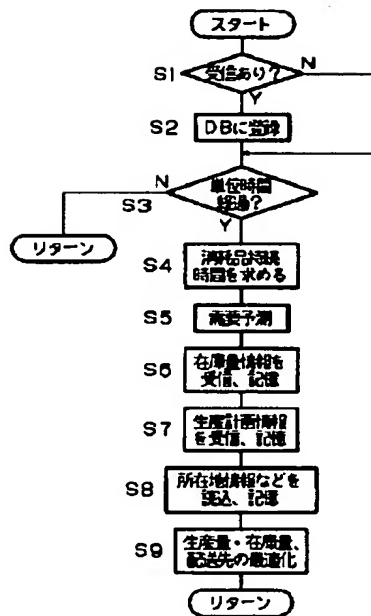 スタート
S1 受信あり? N
Y
S2 DBに登録
N 単位時間
S3 経過?
リターン Y
S4 消耗品持続
時間を求める
S5 需要予測
S6 在庫量情報を
受信、記憶
S7 生産計画情報
を受信、記憶
S8 所在地情報などを
読込、記憶
S9 生産量・在庫量、
配送先の最適化
リターン